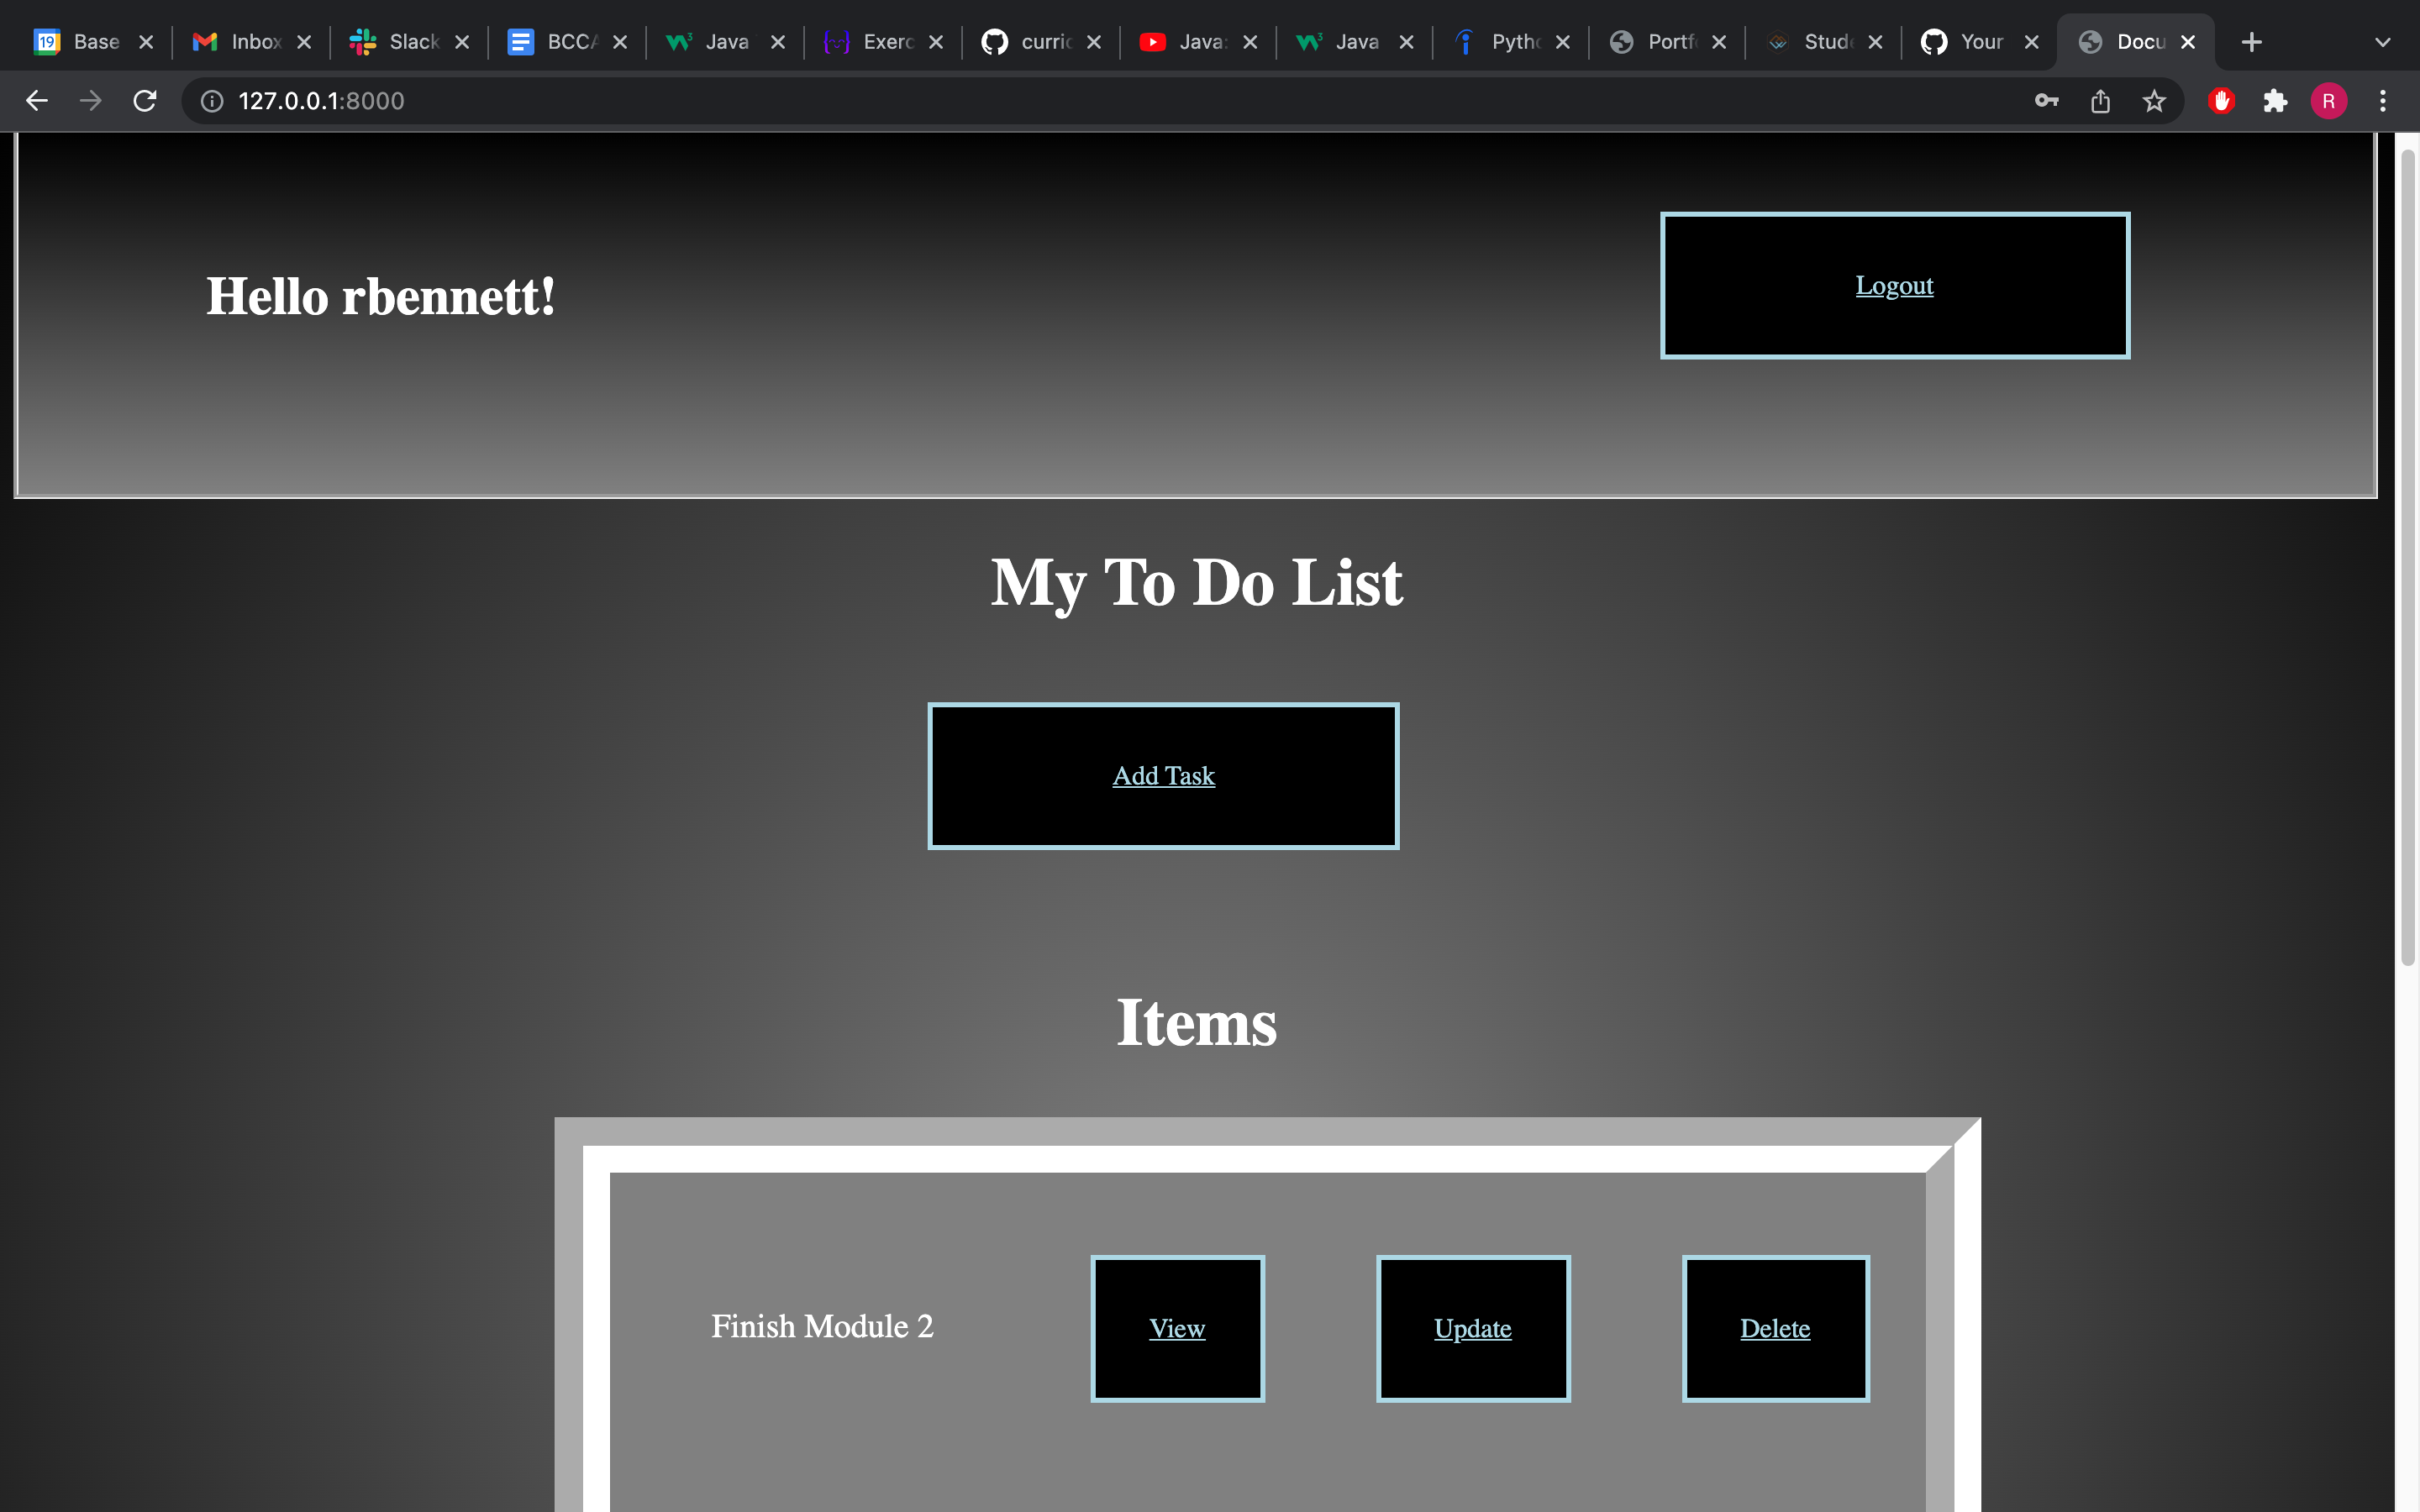 19 Base
Inbox
Slack
BCCA
Java
Exerc
curric
Java:
Java
Pytho
Portfo
Stude
Your
Docu
127.0.0.1:8000
R
Hello rbennett!
Logout
My To Do List
Add Task
Items
Finish Module 2
View
Update
Delete